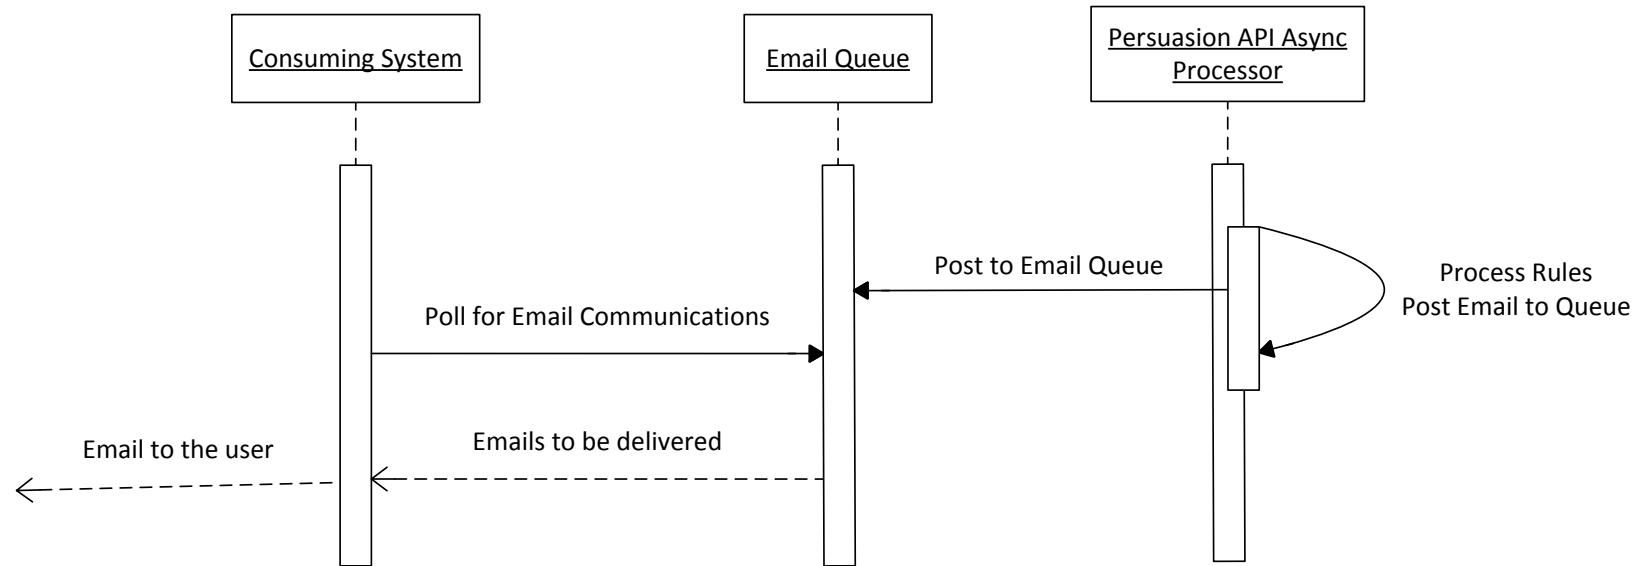 Consuming System
Email Queue
Persuasion API Async
Processor
Post to Email Queue
Process Rules
Post Email to Queue
Poll for Email Communications
Emails to be delivered
Email to the user